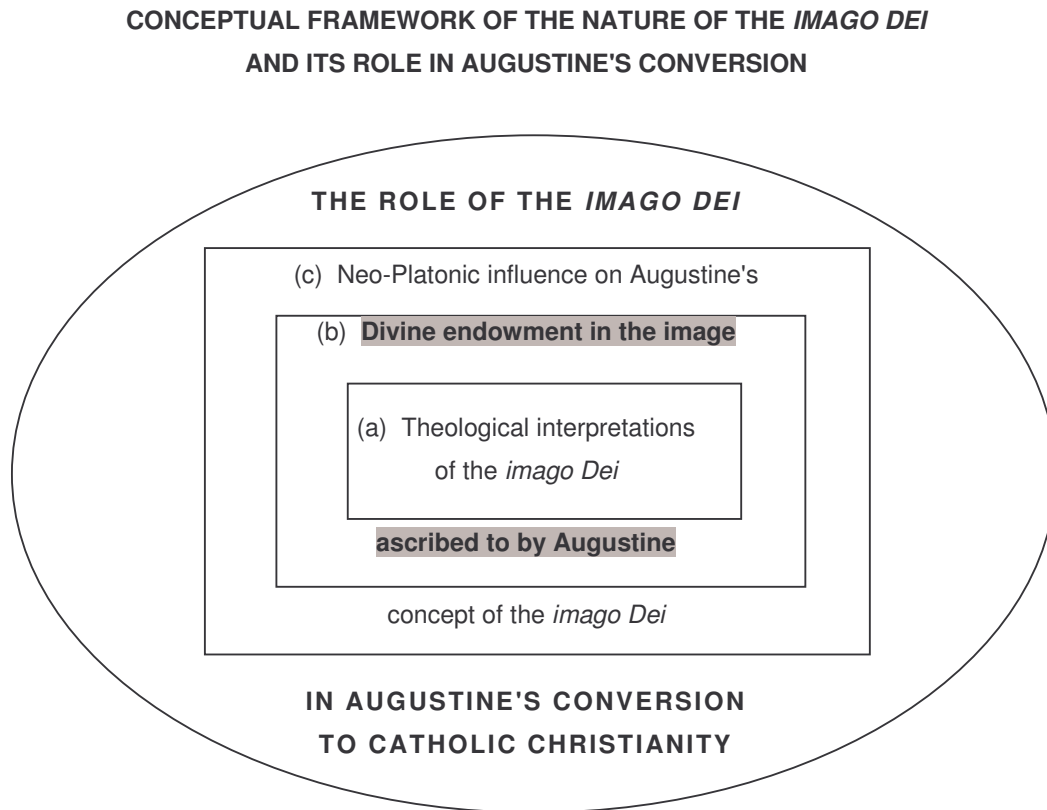 CONCEPTUAL FRAMEWORK OF THE NATURE OF THE IMAGO DEI
AND ITS ROLE IN AUGUSTINE'S CONVERSION
THE ROLE OF THE IMAGO DEI
(c) Neo-Platonic influence on Augustine's
(b) Divine endowment in the image
(a) Theological interpretations
of the imago Dei
ascribed to by Augustine
concept of the imago Dei
IN AUGUSTINE'S CONVERSION
TO CATHOLIC CHRISTIANITY